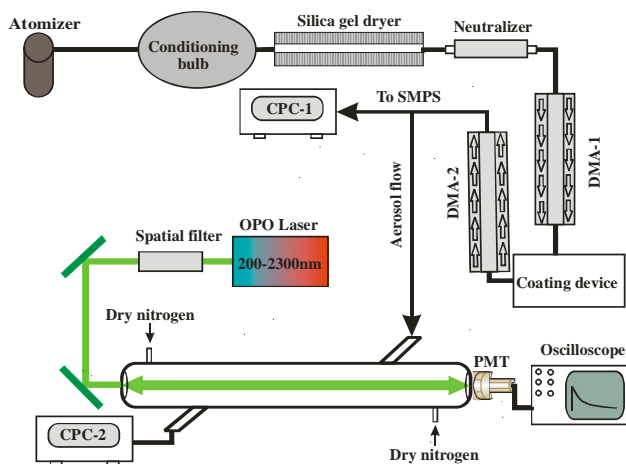 Atomizer
Conditioning
bulb
Silica gel dryer
Neutralizer
To SMPS
CPC-1
DMA-2
DMA-1
Aerosol flow
Spatial filter
OPO Laser
200-2300nm
Coating device
Dry nitrogen
PMT
Oscilloscope
CPC-2
Dry nitrogen